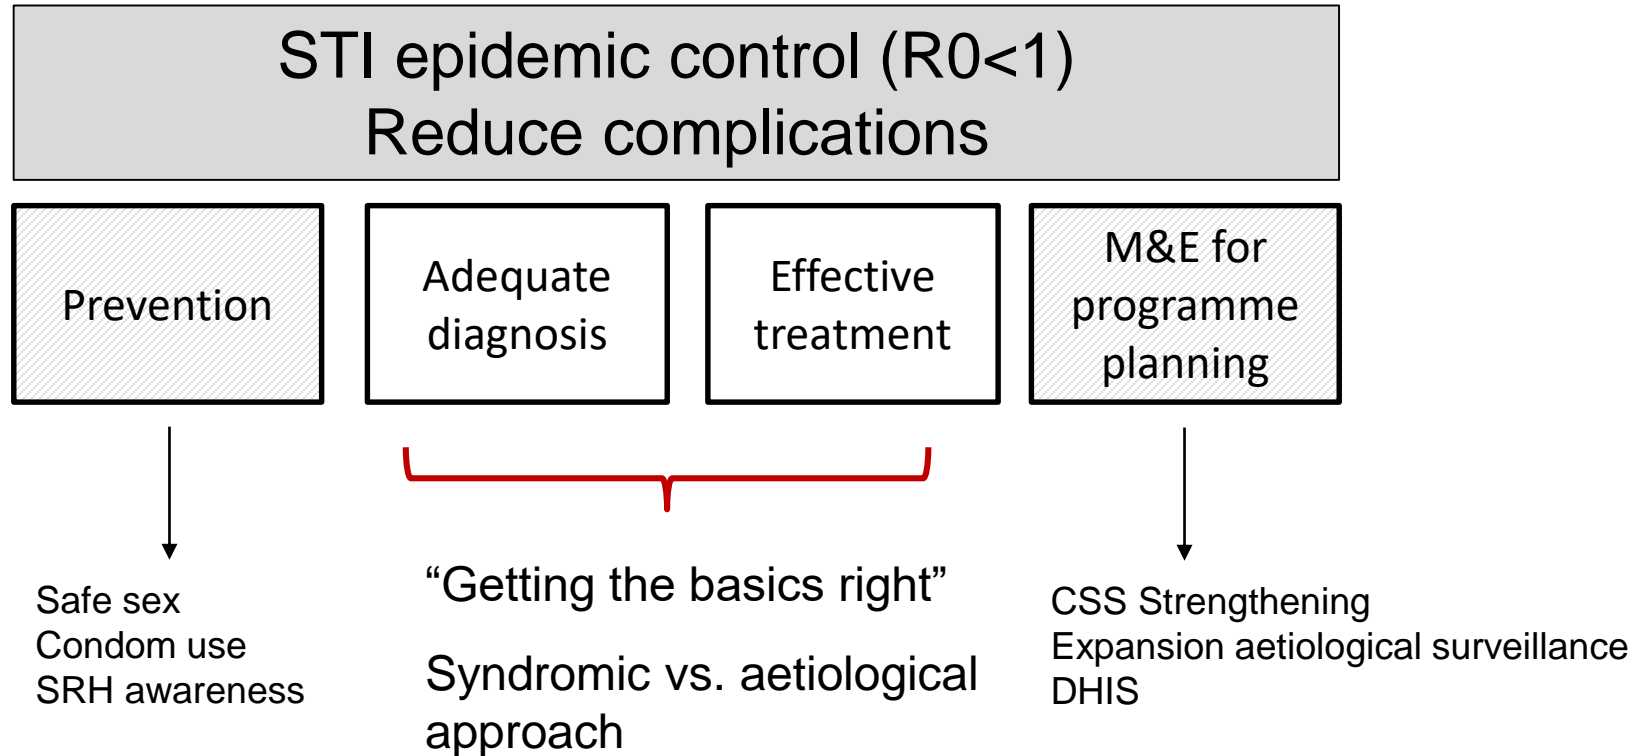 STI epidemic control (R0<1)
Reduce complications
Prevention
Adequate
diagnosis
Effective
treatment
M&E for
programme
planning
Safe sex
Condom use
SRH awareness
“Getting the basics right”
Syndromic vs. aetiological
approach
CSS Strengthening
Expansion aetiological surveillance
DHIS